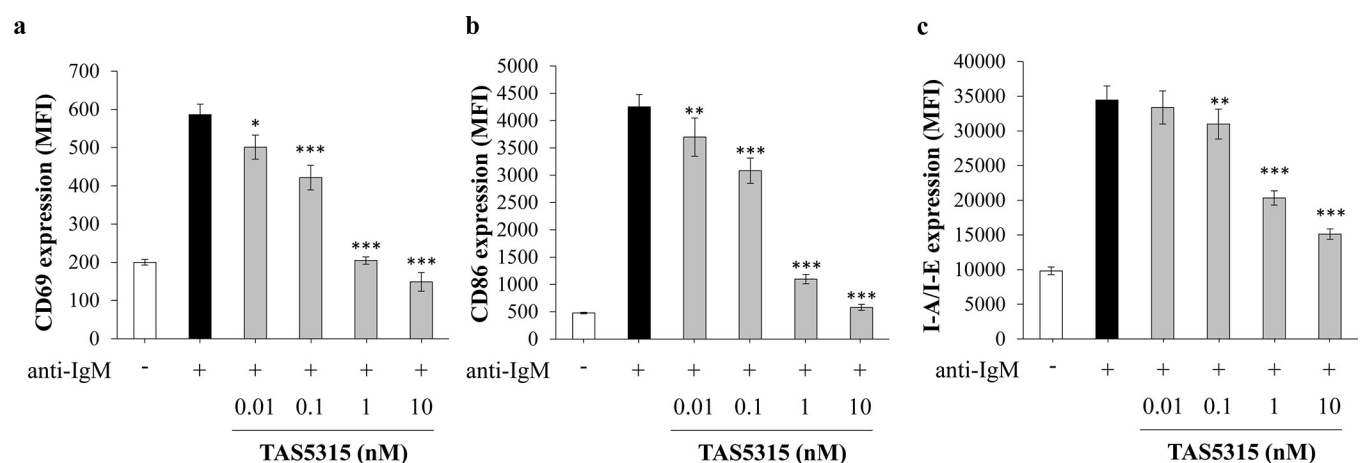 a
CD69 expression (MFI)
700
600
500
400
300
200
100
0
*
***
***
***
anti-IgM - + + + + +
0.01 0.1 1 10
TAS5315 (nM)
b
CD86 expression (MFI)
5000
4500
4000
3500
3000
2500
2000
1500
1000
500
0
**
***
***
***
- + + + + +
0.01 0.1 1 10
TAS5315 (nM)
c
I-A/I-E expression (MFI)
40000
35000
30000
25000
20000
15000
10000
5000
0
**
***
***
anti-IgM - + + + + +
0.01 0.1 1 10
TAS5315 (nM)